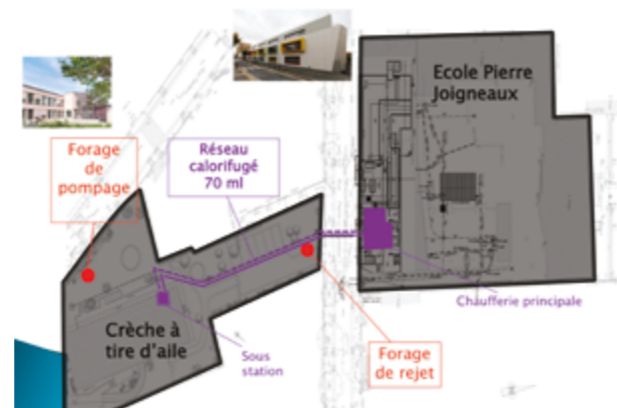 Ecole Pierre
Joigneaux
Forage
de
pompage
Réseau
calorifugé
70 ml
Chaufferie principale
Crèche à
tire d'aile
Sous
station
Forage
de rejet